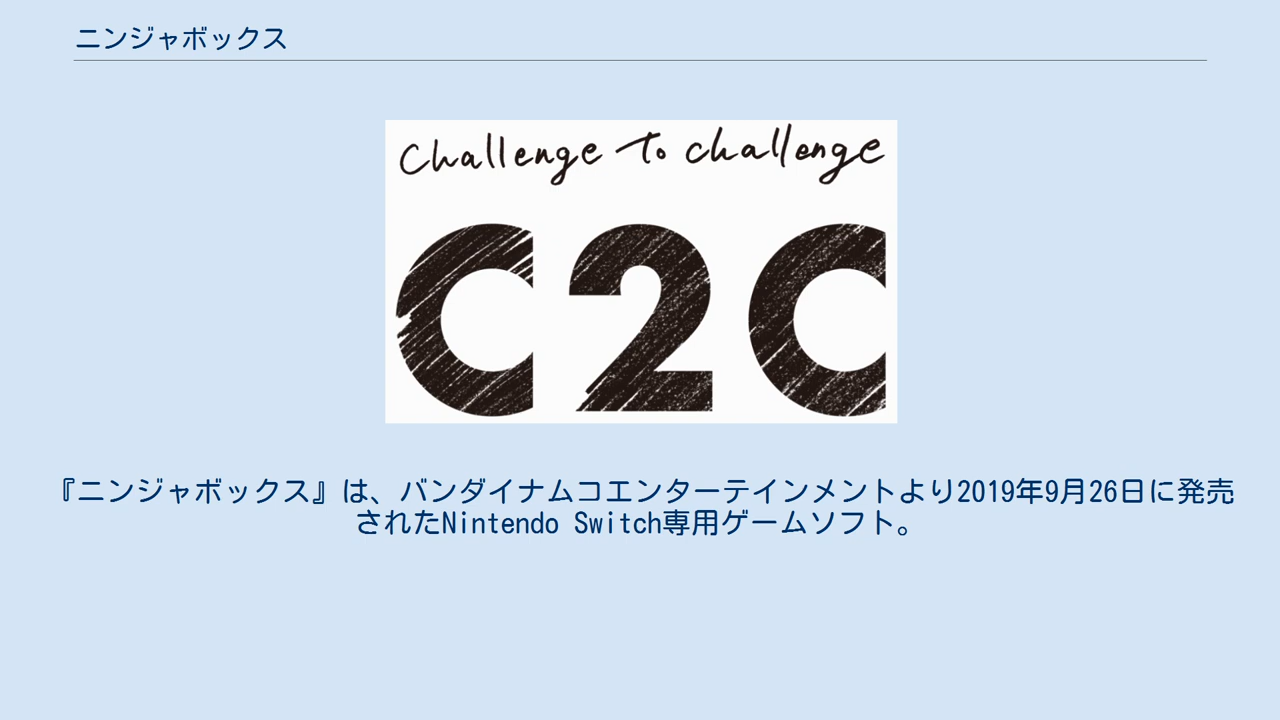 ニンジャボックス
Challenge To challenge
C2C
『ニンジャボックス』は、バンダイナムコエンターテインメントより2019年9月26日に発売
されたNintendo Switch専用ゲームソフト。